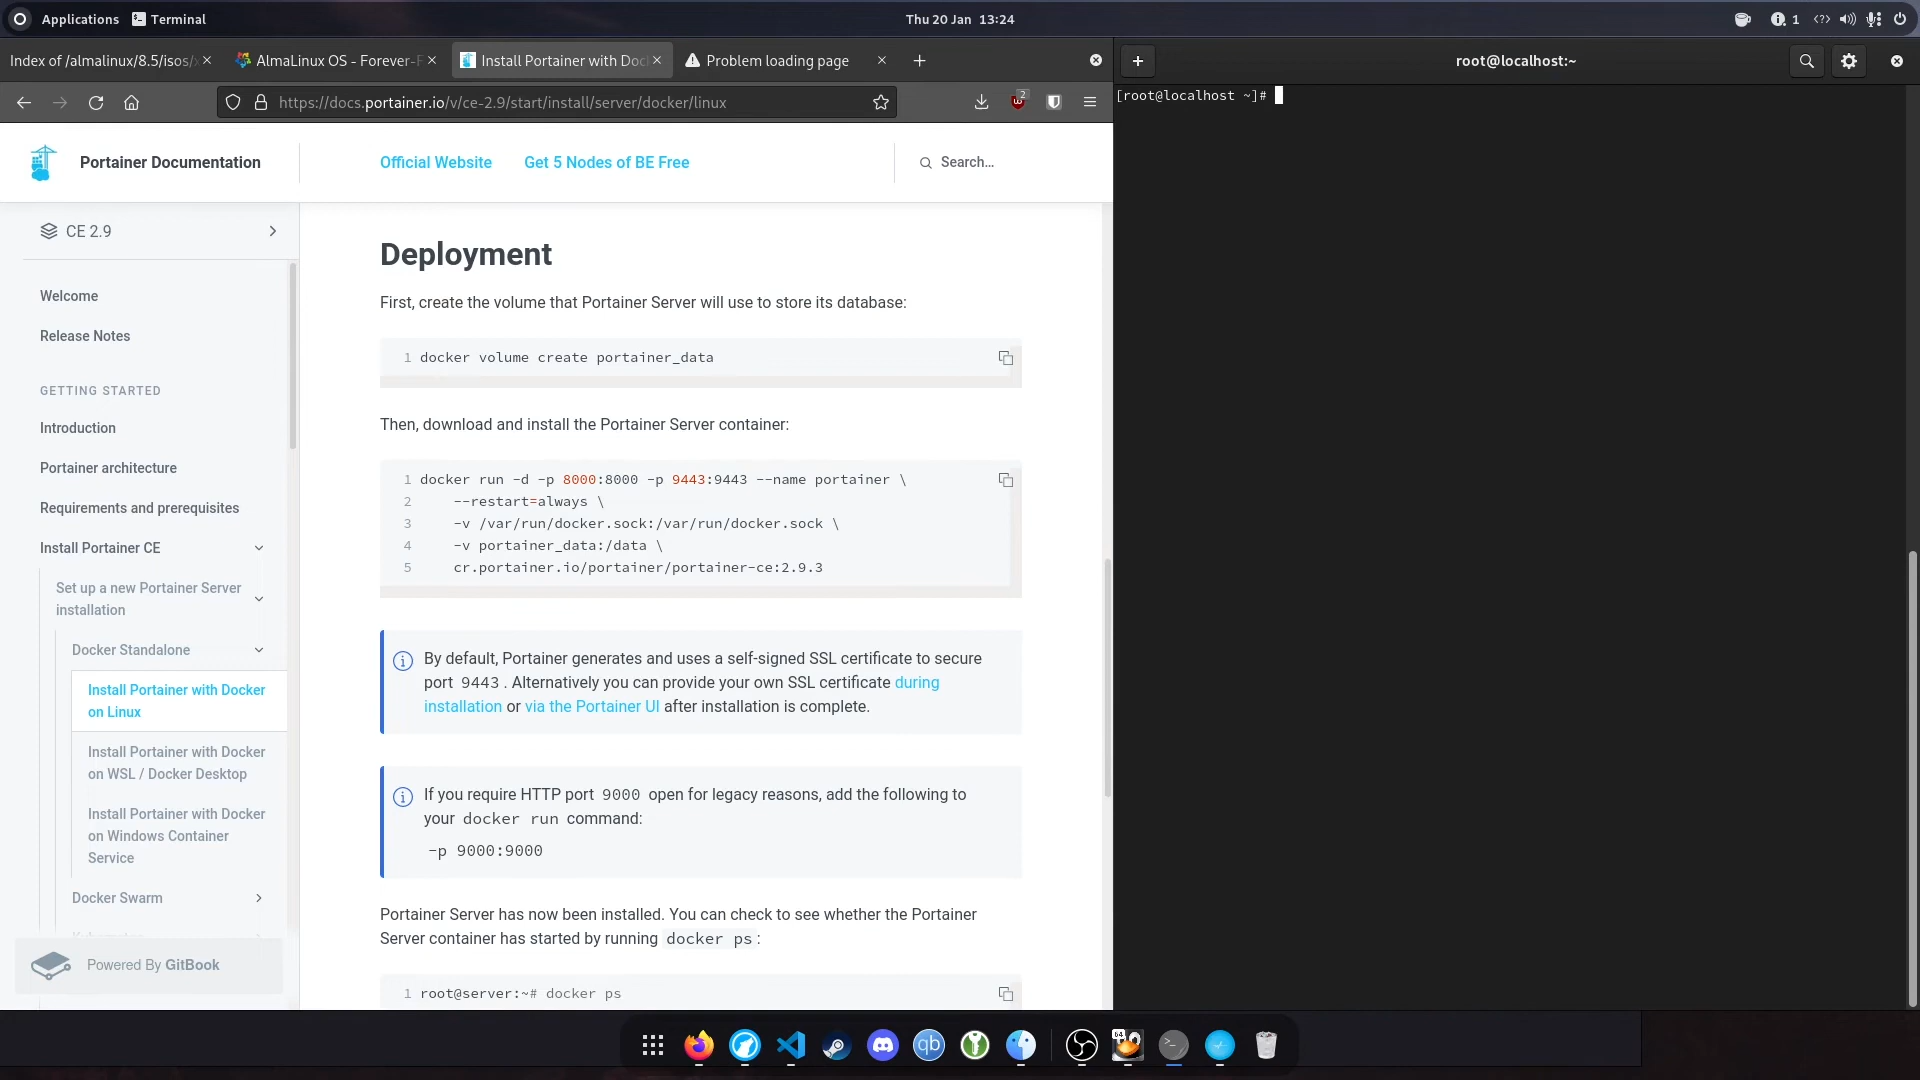 Applications
Terminal
Thu 20 Jan 13:24
1
Index of /almalinux/8.5/isos/x
AlmaLinux OS - Forever-F
Install Portainer with Doc
Problem loading page
root@localhost:~
https://docs.portainer.io/v/ce-2.9/start/install/server/docker/linux
2
[root@localhost ~]#
Portainer Documentation
Official Website
Get 5 Nodes of BE Free
Search...
CE 2.9
Welcome
Release Notes
GETTING STARTED
Introduction
Portainer architecture
Requirements and prerequisites
Install Portainer CE
Set up a new Portainer Server
installation
Docker Standalone
Install Portainer with Docker
on Linux
Install Portainer with Docker
on WSL / Docker Desktop
Install Portainer with Docker
on Windows Container
Service
Docker Swarm
Powered By GitBook
Deployment
First, create the volume that Portainer Server will use to store its database:
1 docker volume create portainer_data
Then, download and install the Portainer Server container:
1 docker run -d -p 8000:8000 -p 9443:9443 --name portainer \
2 --restart=always \
3 -v /var/run/docker.sock:/var/run/docker.sock \
4 -v portainer_data:/data \
5 cr.portainer.io/portainer/portainer-ce:2.9.3
By default, Portainer generates and uses a self-signed SSL certificate to secure
port 9443. Alternatively you can provide your own SSL certificate during
installation or via the Portainer UI after installation is complete.
If you require HTTP port 9000 open for legacy reasons, add the following to
your docker run command:
-p 9000:9000
Portainer Server has now been installed. You can check to see whether the Portainer
Server container has started by running docker ps:
1 root@server:~# docker ps
qb
64